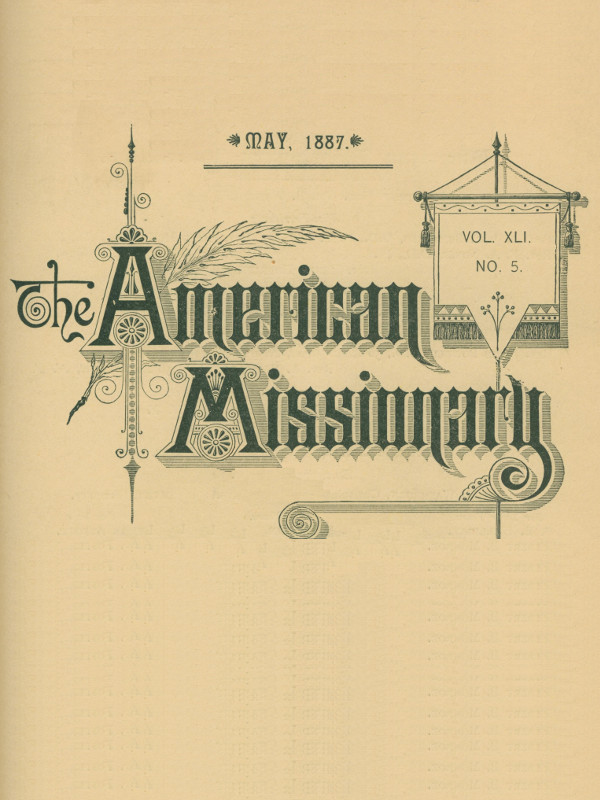 MAY, 1887.
VOL. XLI.
NO. 5.
The American
Missionary